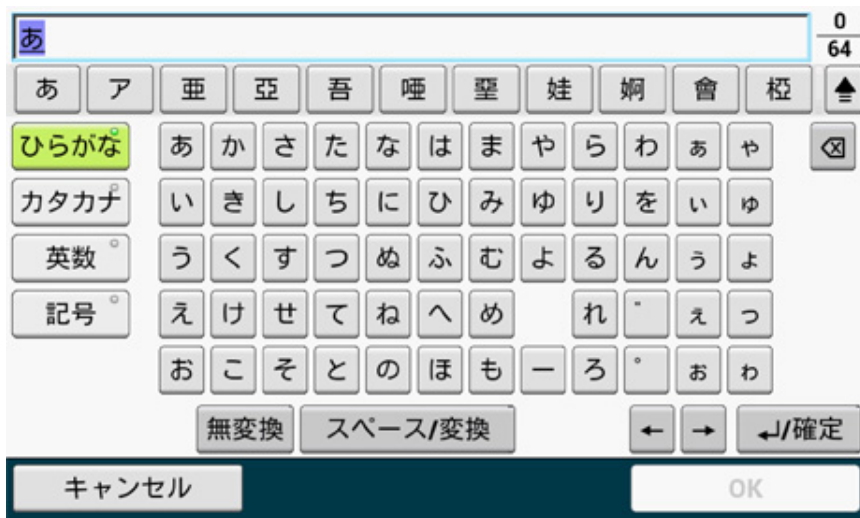 あ 0
64
あ ア 亜 亞 吾 唖 堊 娃 婀 會 椏
ひらがな あ か さ た な は ま や ら わ ぁ ゃ
カタカナ い き し ち に ひ み ゆ り を ぃ ゅ
英数 う く す つ ぬ ふ む よ る ん ぅ ょ
記号 え け せ て ね へ め れ ゛ ぇ っ
お こ そ と の ほ も ー ろ ゜ ぉ ゎ
無変換 スペース/変換 ← → ↵/確定
キャンセル OK